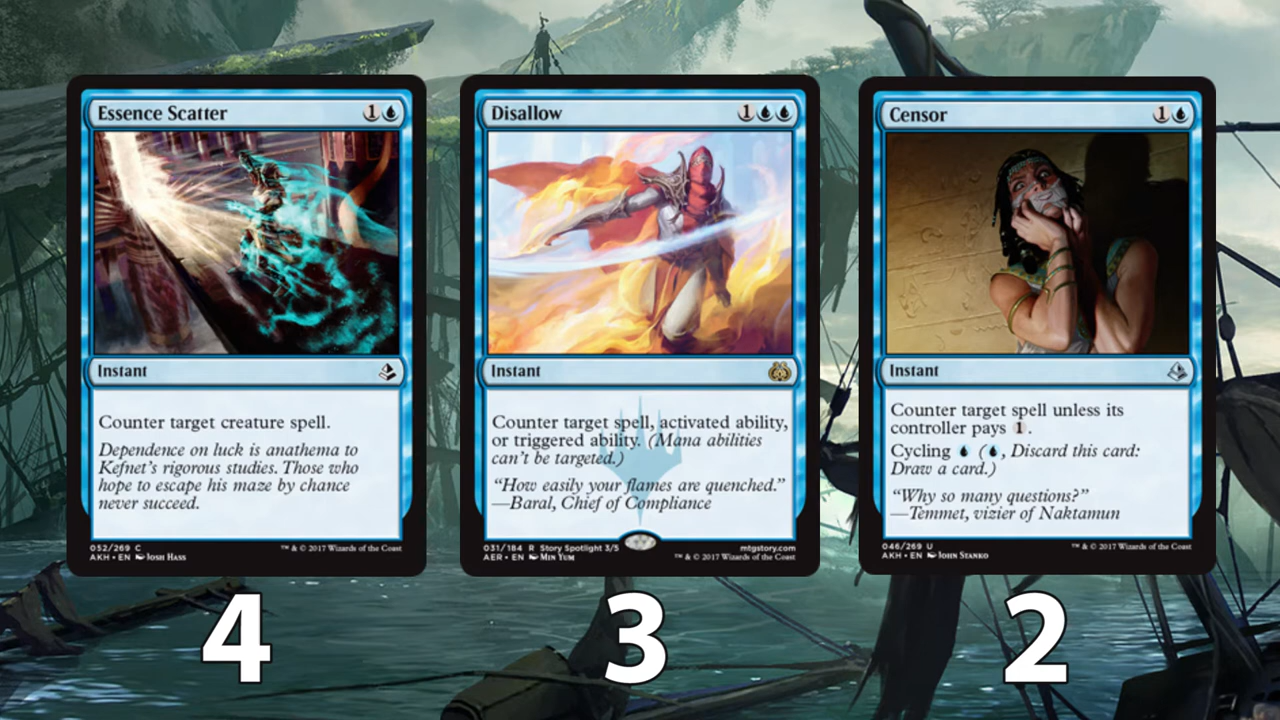 Essence Scatter 1
Instant
Counter target creature spell.
Dependence on luck is anathema to
Kefnet's rigorous studies. Those who
hope to escape his maze by chance
never succeed.
052/269 C
AKH • EN Josh Hass
™ & © 2017 Wizards of the Coast
4
Disallow 1
Instant
Counter target spell, activated ability,
or triggered ability. (Mana abilities
can't be targeted.)
"How easily your flames are quenched."
—Baral, Chief of Compliance
031/184 R Story Spotlight 3/5
AER • EN Min Yum
mtgstory.com
™ & © 2017 Wizards of the Coast
3
Censor 1
Instant
Counter target spell unless its
controller pays 1.
Cycling (, Discard this card:
Draw a card.)
"Why so many questions?"
—Temmet, vizier of Naktamun
046/269 U
AKH • EN John Stanko
™ & © 2017 Wizards of the Coast
2